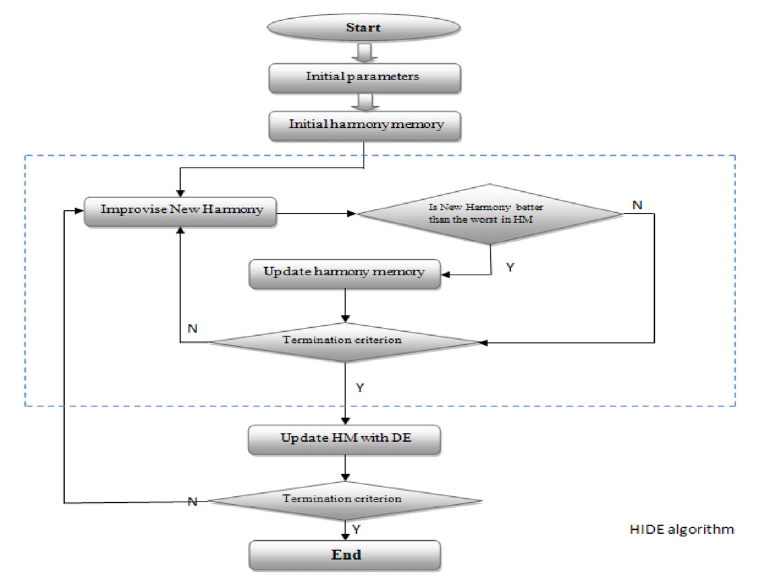 Start
Initial parameters
Initial harmony memory
Improvise New Harmony
Is New Harmony better
than the worst in HM
N
Y
Update harmony memory
N
Termination criterion
Y
Update HM with DE
N
Termination criterion
Y
HIDE algorithm
End